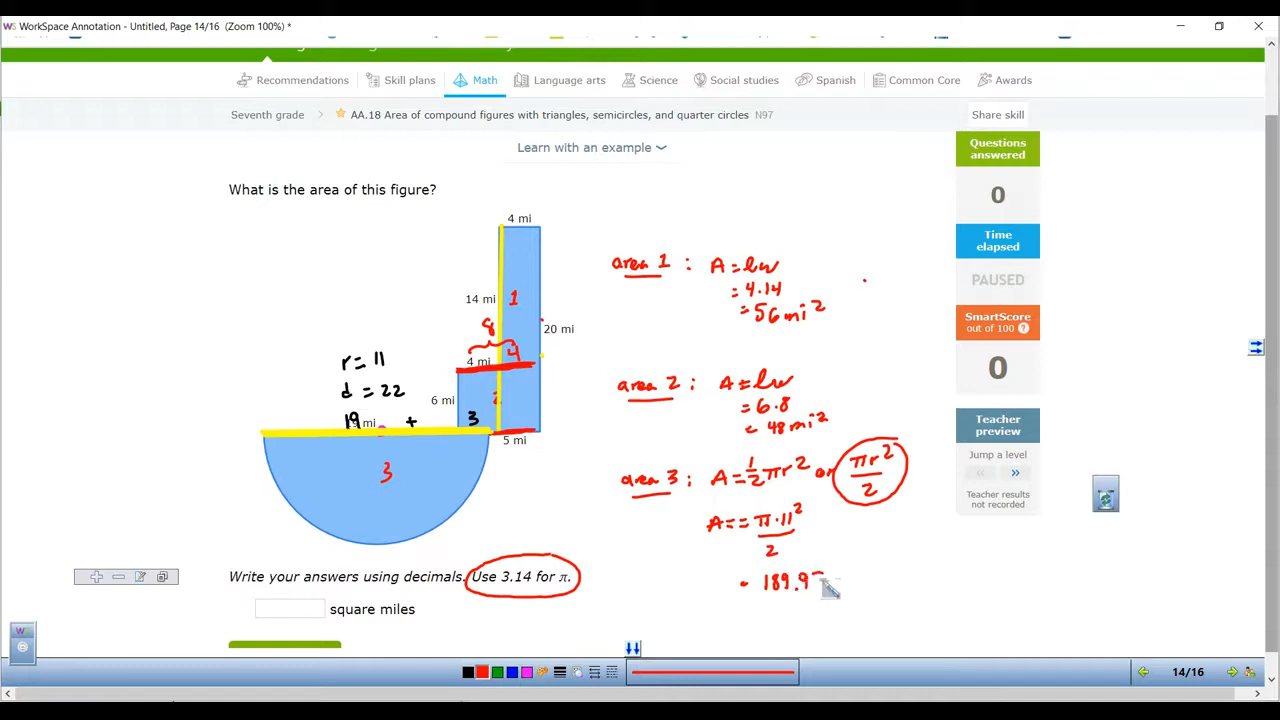 WS WorkSpace Annotation - Untitled, Page 14/16 (Zoom 100%) *
Recommendations Skill plans Math Language arts Science Social studies Spanish Common Core Awards
Seventh grade > AA.18 Area of compound figures with triangles, semicircles, and quarter circles N97
Share skill
Learn with an example
Questions answered
0
Time elapsed
PAUSED
SmartScore
out of 100 ?
0
Teacher preview
Jump a level
« »
Teacher results not recorded
What is the area of this figure?
4 mi
14 mi
1
20 mi
8
4 mi
4
6 mi
2
r = 11
d = 22
19 mi + 3
5 mi
3
area 1 : A = lw
= 4·14
= 56 mi²
area 2 : A = lw
= 6·8
= 48 mi²
area 3 : A = 1/2 πr² or πr²/2
A = = π·11²/2
= 189.9
Write your answers using decimals. Use 3.14 for π.
square miles
W
14/16